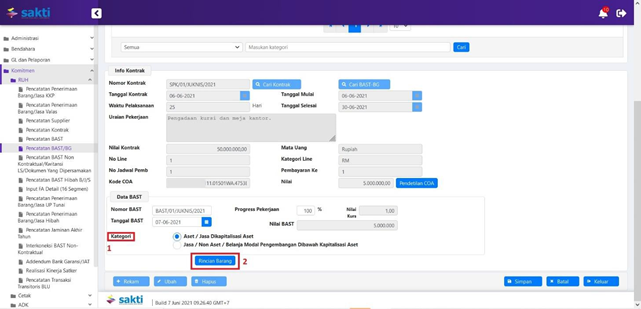 sakti
10
Administrasi
Bendahara
GL dan Pelaporan
Komitmen
RUH
Pencatatan Penerimaan
Barang/Jasa KKP
Pencatatan Penerimaan
Barang/Jasa Valas
Pencatatan Supplier
Pencatatan Kontrak
Pencatatan BAST
Pencatatan BAST/BG
Pencatatan BAST Non
Kontraktual/Kwitansi
LS/Dokumen Yang Dipersamakan
Pencatatan BAST Hibah B/J/S
Input FA Detail (16 Segmen)
Pencatatan Penerimaan
Barang/Jasa UP Tunai
Pencatatan Penerimaan
Barang/Jasa Hibah
Pencatatan Jaminan Akhir
Tahun
Interkoneksi BAST Non-
Kontraktual
Addendum Bank Garansi/JAT
Realisasi Kinerja Satker
Pencatatan Transaksi
Transitoris BLU
Cetak
ADK
Semua
Masukan kategori
Cari
Info Kontrak
Nomor Kontrak SPK/01/IUKNIS/2021 Cari Kontrak Cari BAST-BG
Tanggal Kontrak 06-06-2021 Tanggal Mulai 06-06-2021
Waktu Pelaksanaan 25 Hari Tanggal Selesai 30-06-2021
Uraian Pekerjaan Pengadaan kursi dan meja kantor.
Nilai Kontrak 50.000.000,00 Mata Uang Rupiah
No Line 1 Kategori Line RM
No Jadwal Pemb 1 Pembayaran Ke 1
Kode COA 11.01501WA.4753I Nilai 5.000.000,00 Pendetilan COA
Data BAST
Nomor BAST BAST/01/IUKNIS/2021 Progress Pekerjaan 100 % Nilai Kurs 1,00
Tanggal BAST 07-06-2021 Nilai BAST 5.000.000
Kategori Aset / Jasa Dikapitalisasi Aset
1
Jasa / Non Aset / Belanja Modal Pengembangan Dibawah Kapitalisasi Aset
Rincian Barang 2
Rekam Ubah Hapus Simpan Batal Keluar
sakti | Build 7 Juni 2021 09:26:40 GMT+7